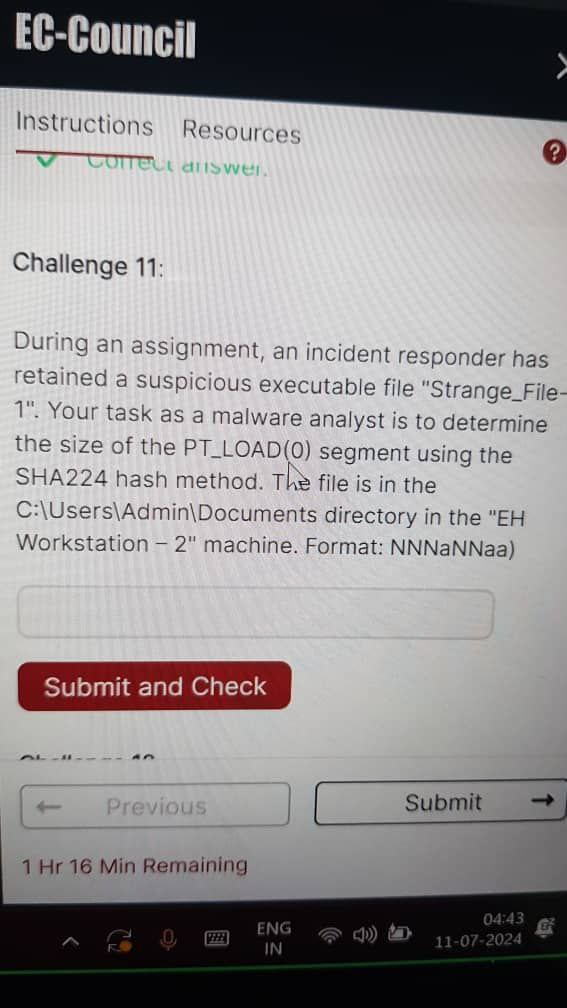 EC-Council
Instructions Resources
?
Correct answer.
Challenge 11:
During an assignment, an incident responder has
retained a suspicious executable file "Strange_File-
1". Your task as a malware analyst is to determine
the size of the PT_LOAD(0) segment using the
SHA224 hash method. The file is in the
C:\Users\Admin\Documents directory in the "EH
Workstation – 2" machine. Format: NNNaNNaa)
Submit and Check
← Previous
Submit →
1 Hr 16 Min Remaining
ENG
IN
04:43
11-07-2024